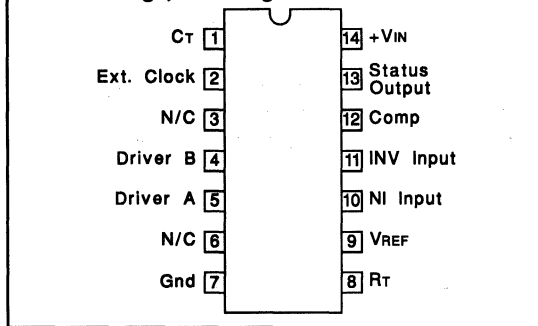 CT 1
Ext. Clock 2
N/C 3
Driver B 4
Driver A 5
N/C 6
Gnd 7
14 +VIN
13 Status
Output
12 Comp
11 INV Input
10 NI Input
9 VREF
8 RT